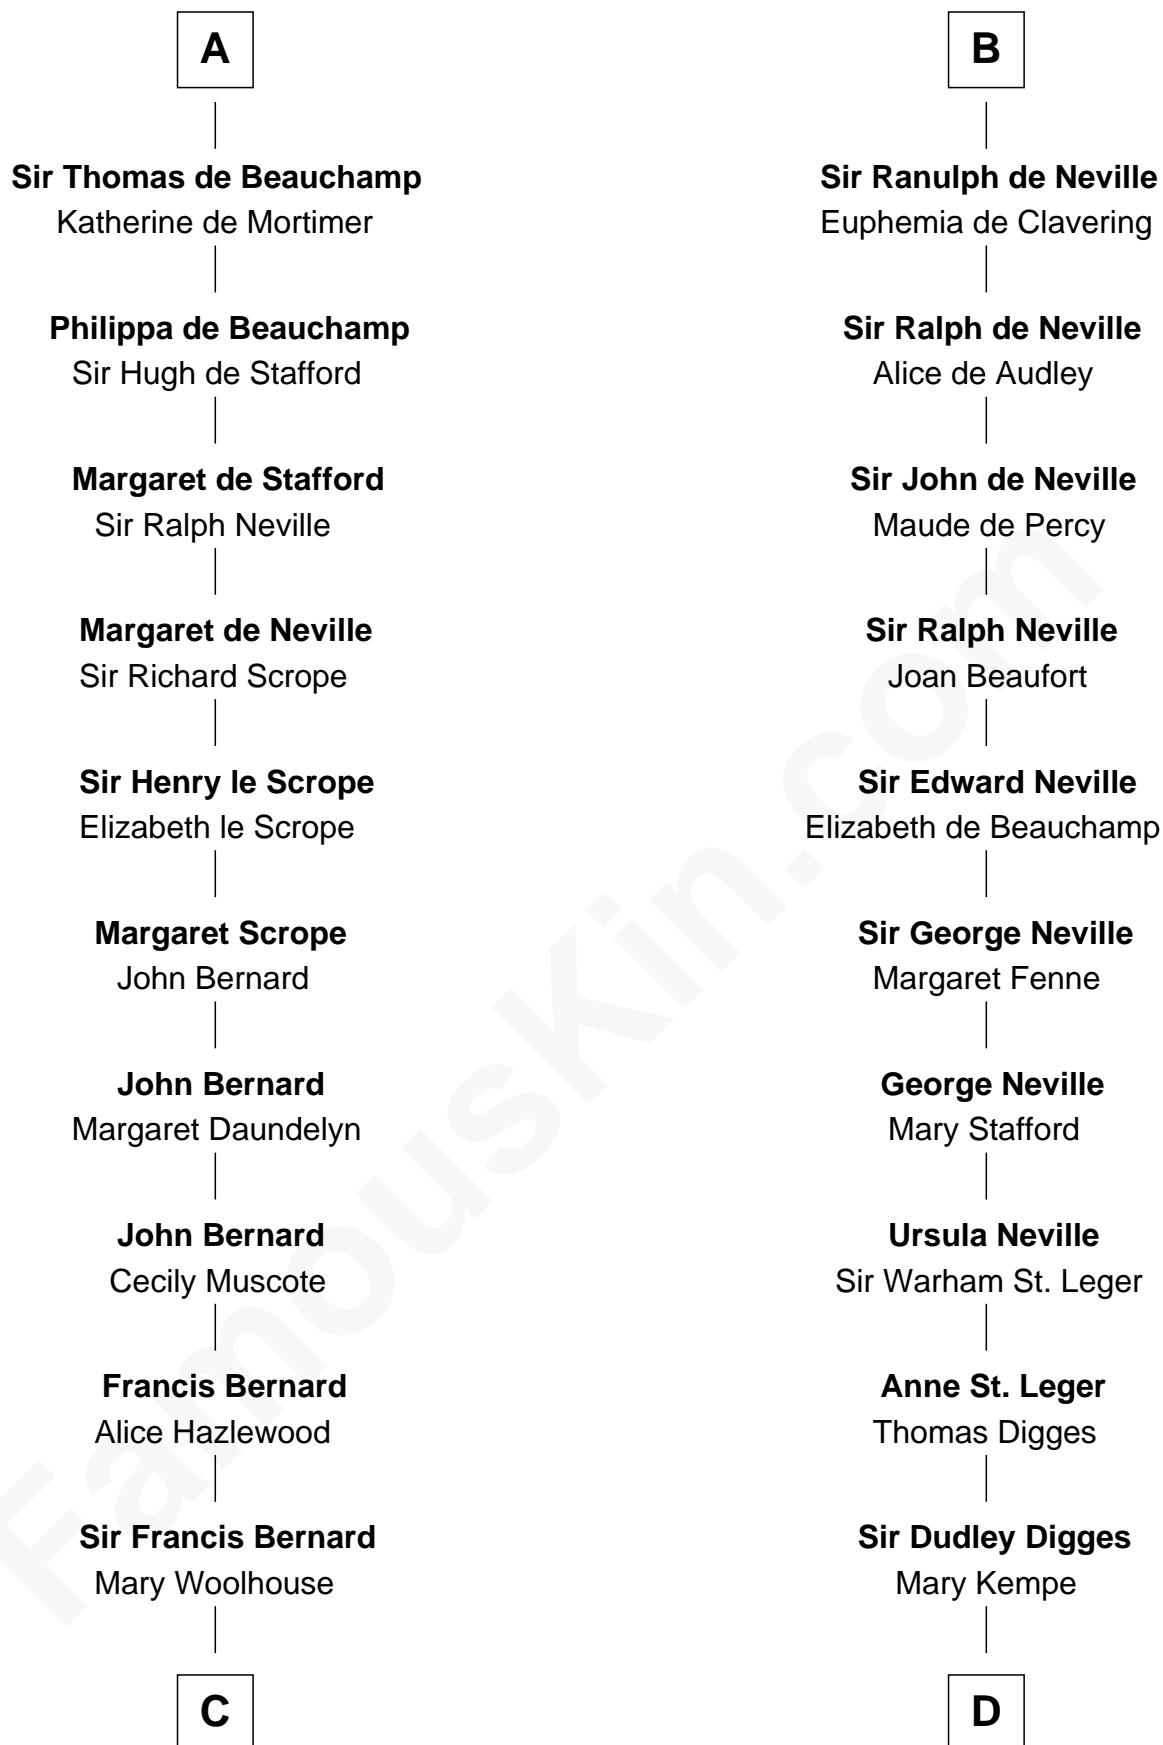 A
Sir Thomas de Beauchamp
Katherine de Mortimer
Philippa de Beauchamp
Sir Hugh de Stafford
Margaret de Stafford
Sir Ralph Neville
Margaret de Neville
Sir Richard Scrope
Sir Henry le Scrope
Elizabeth le Scrope
Margaret Scrope
John Bernard
John Bernard
Margaret Daundelyn
John Bernard
Cecily Muscote
Francis Bernard
Alice Hazlewood
Sir Francis Bernard
Mary Woolhouse
C
B
Sir Ranulph de Neville
Euphemia de Clavering
Sir Ralph de Neville
Alice de Audley
Sir John de Neville
Maude de Percy
Sir Ralph Neville
Joan Beaufort
Sir Edward Neville
Elizabeth de Beauchamp
Sir George Neville
Margaret Fenne
George Neville
Mary Stafford
Ursula Neville
Sir Warham St. Leger
Anne St. Leger
Thomas Digges
Sir Dudley Digges
Mary Kempe
D
FamousKin.com